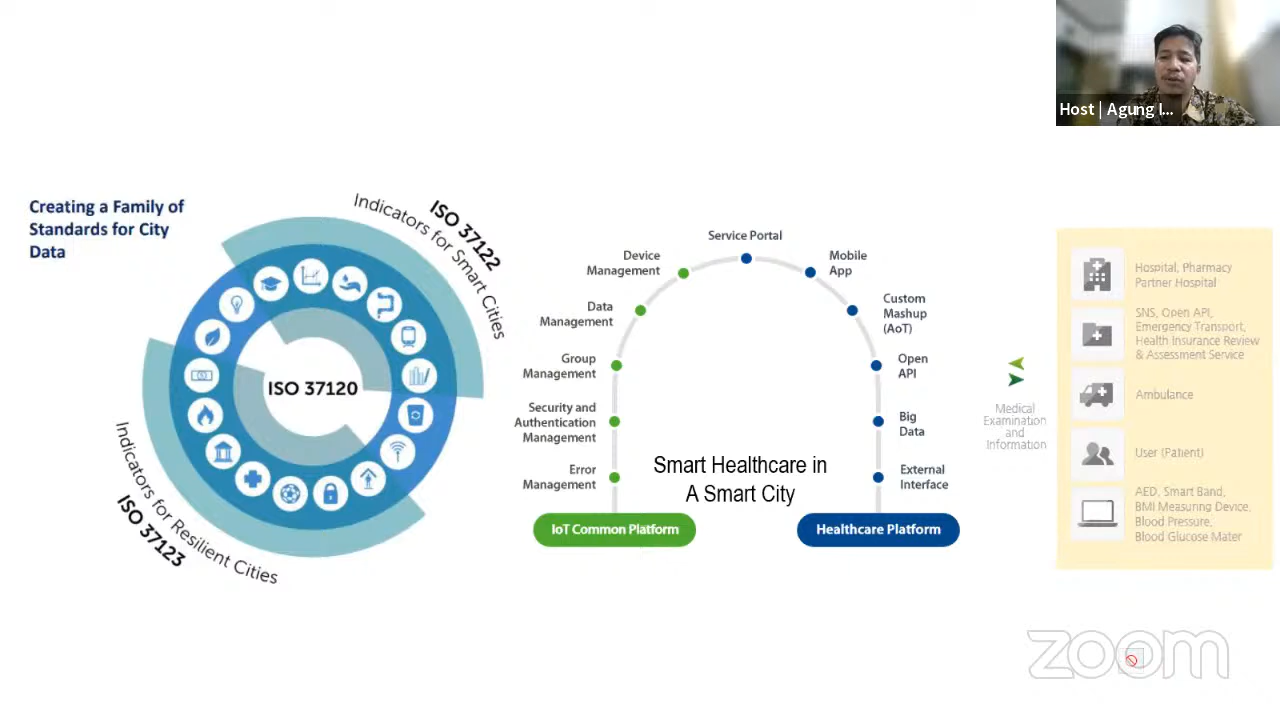 Host | Agung I...
Creating a Family of
Standards for City
Data
ISO 37122
Indicators for Smart Cities
ISO 37120
Indicators for Resilient Cities
ISO 37123
Service Portal
Device
Management
Data
Management
Group
Management
Security and
Authentication
Management
Error
Management
IoT Common Platform
Mobile
App
Custom
Mashup
(AoT)
Open
API
Big
Data
External
Interface
Healthcare Platform
Smart Healthcare in
A Smart City
Medical
Examination
and
Information
Hospital, Pharmacy
Partner Hospital
SNS, Open API,
Emergency Transport,
Health Insurance Review
& Assessment Service
Ambulance
User (Patient)
AED, Smart Band,
BMI Measuring Device,
Blood Pressure,
Blood Glucose Mater
zoom